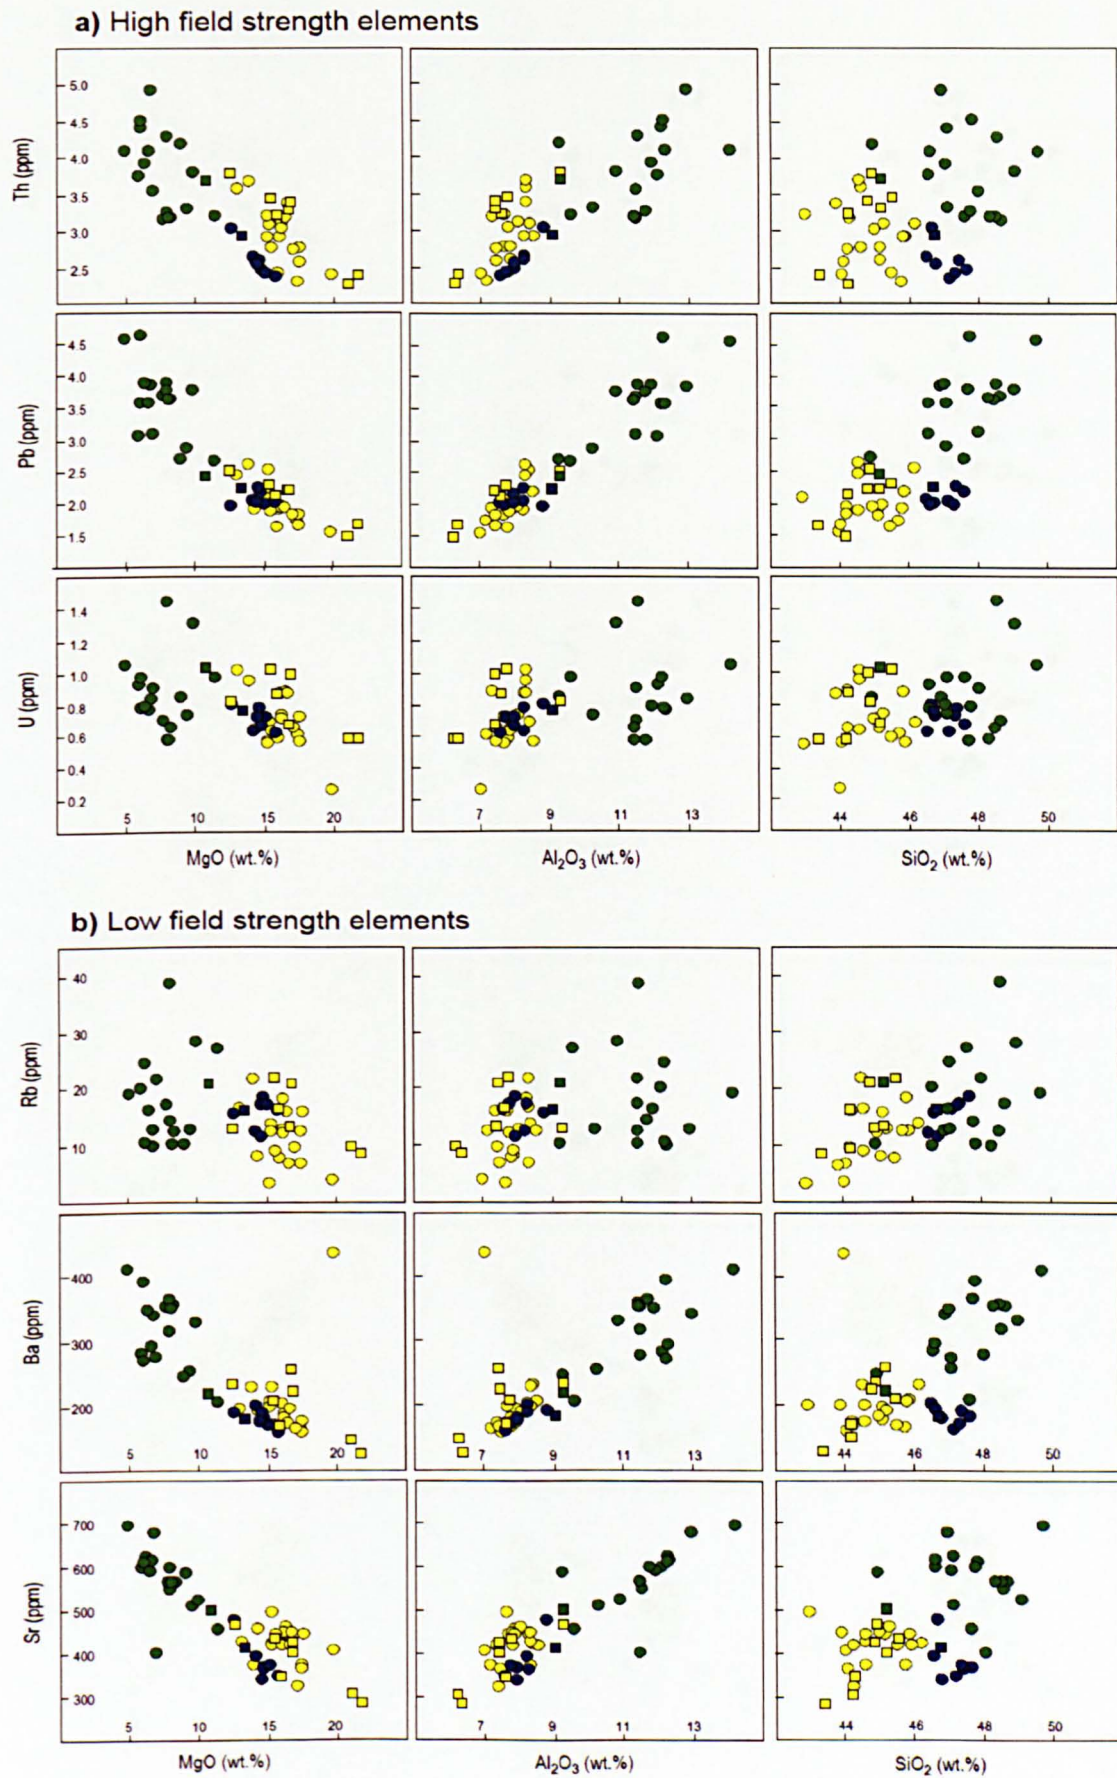 a) High field strength elements
Th (ppm)
5.0
4.5
4.0
3.5
3.0
2.5
Pb (ppm)
4.5
4.0
3.5
3.0
2.5
2.0
1.5
U (ppm)
1.4
1.2
1.0
0.8
0.6
0.4
0.2
5 10 15 20
7 9 11 13
44 46 48 50
MgO (wt.%) Al₂O₃ (wt.%) SiO₂ (wt.%)
b) Low field strength elements
Rb (ppm)
40
30
20
10
Ba (ppm)
400
300
200
5 10 15 20
7 9 11 13
44 46 48 50
Sr (ppm)
700
600
500
400
300
5 10 15 20
7 9 11 13
44 46 48 50
MgO (wt.%) Al₂O₃ (wt.%) SiO₂ (wt.%)